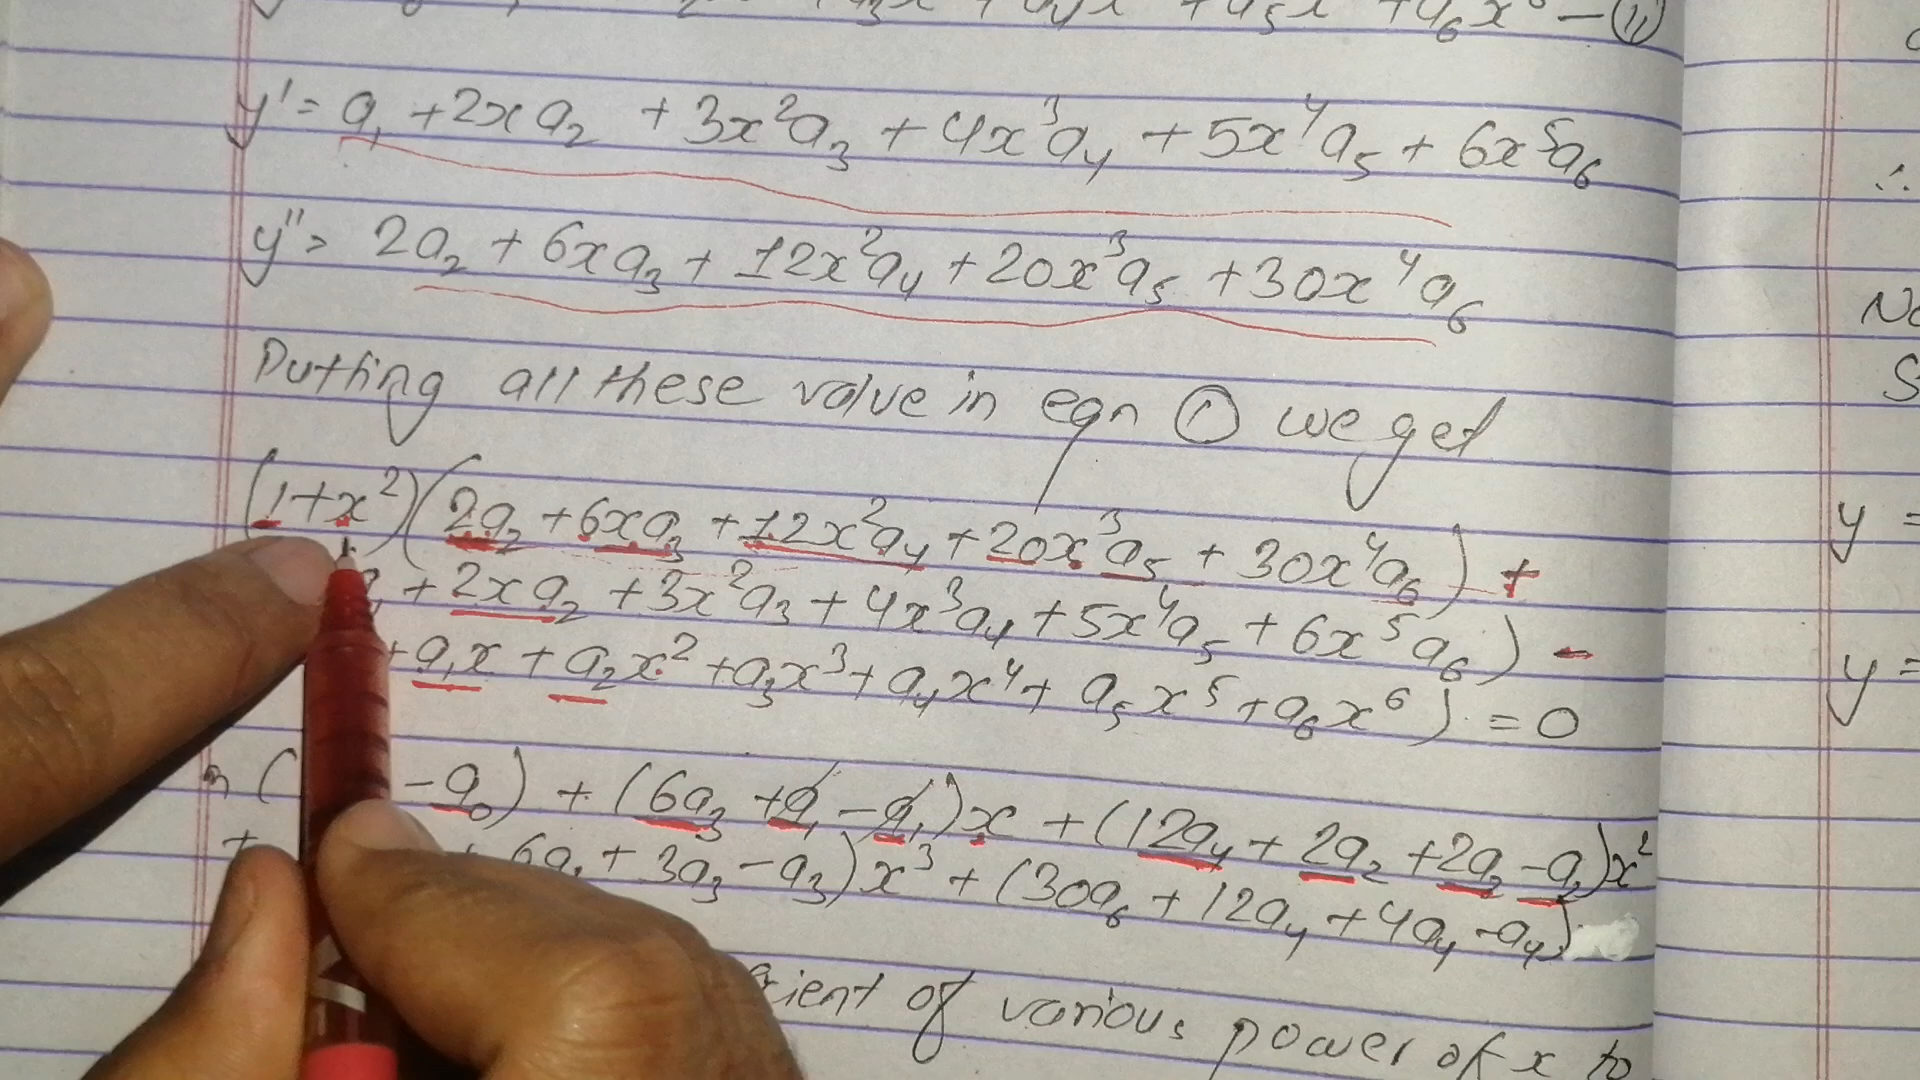 + a₅x + a₆x⁶ — (11)
y' = a₁ + 2xa₂ + 3x²a₃ + 4x³a₄ + 5x⁴a₅ + 6x⁵a₆
y'' = 2a₂ + 6xa₃ + 12x²a₄ + 20x³a₅ + 30x⁴a₆
Putting all these value in eqn ① we get
(1+x²)(2a₂ + 6xa₃ + 12x²a₄ + 20x³a₅ + 30x⁴a₆) +
+ 2xa₂ + 3x²a₃ + 4x³a₄ + 5x⁴a₅ + 6x⁵a₆) -
+ a₁x + a₂x² + a₃x³ + a₄x⁴ + a₅x⁵ + a₆x⁶) = 0
( -a₀) + (6a₃ + a₁ - a₁)x + (12a₄ + 2a₂ + 2a₂ - a₂)x²
+ + 6a₃ + 3a₃ - a₃)x³ + (30a₆ + 12a₄ + 4a₄ - a₄)
of various power of x to
∴
y =
y =